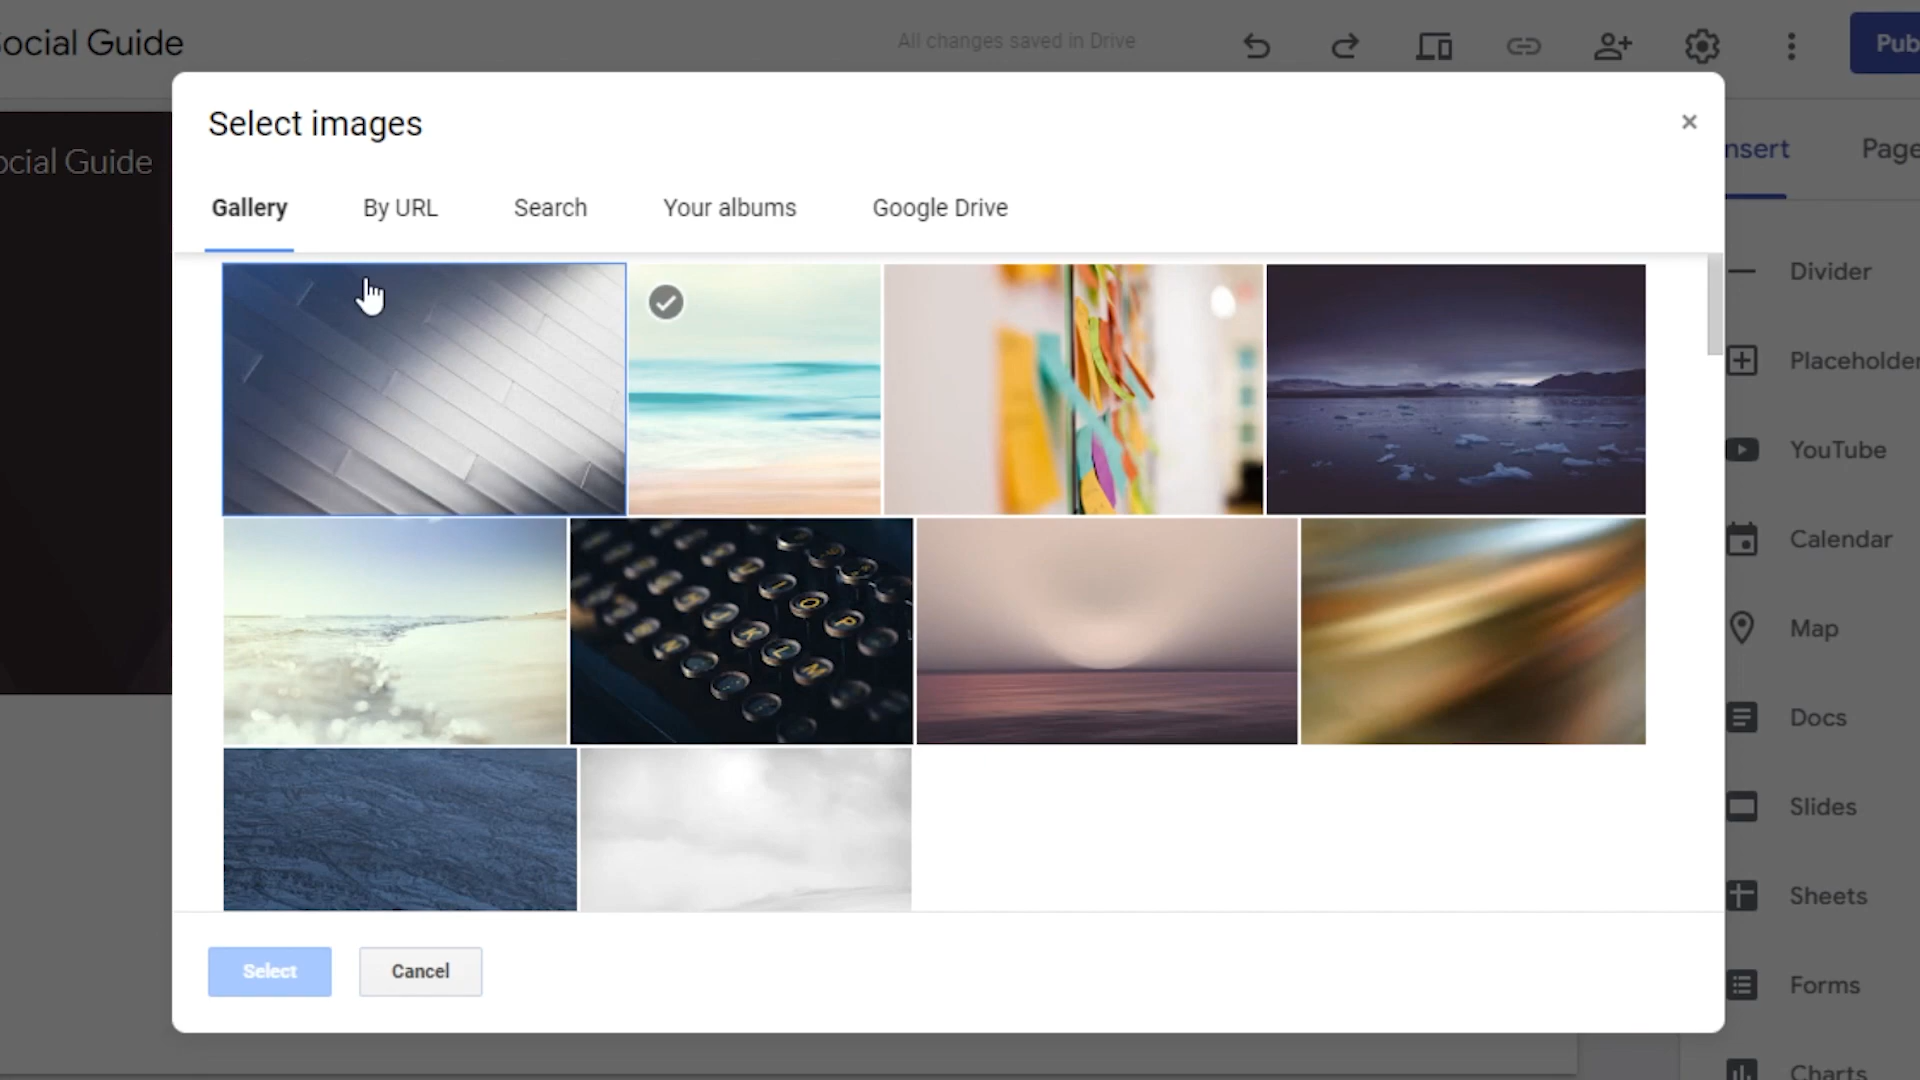 ocial Guide
All changes saved in Drive
Pub
ocial Guide
Select images
×
nsert
Page
Gallery
By URL
Search
Your albums
Google Drive
Divider
Placeholder
YouTube
Calendar
Map
Docs
Slides
Sheets
Forms
Charts
O
P
J
K
L
M
N
Select
Cancel